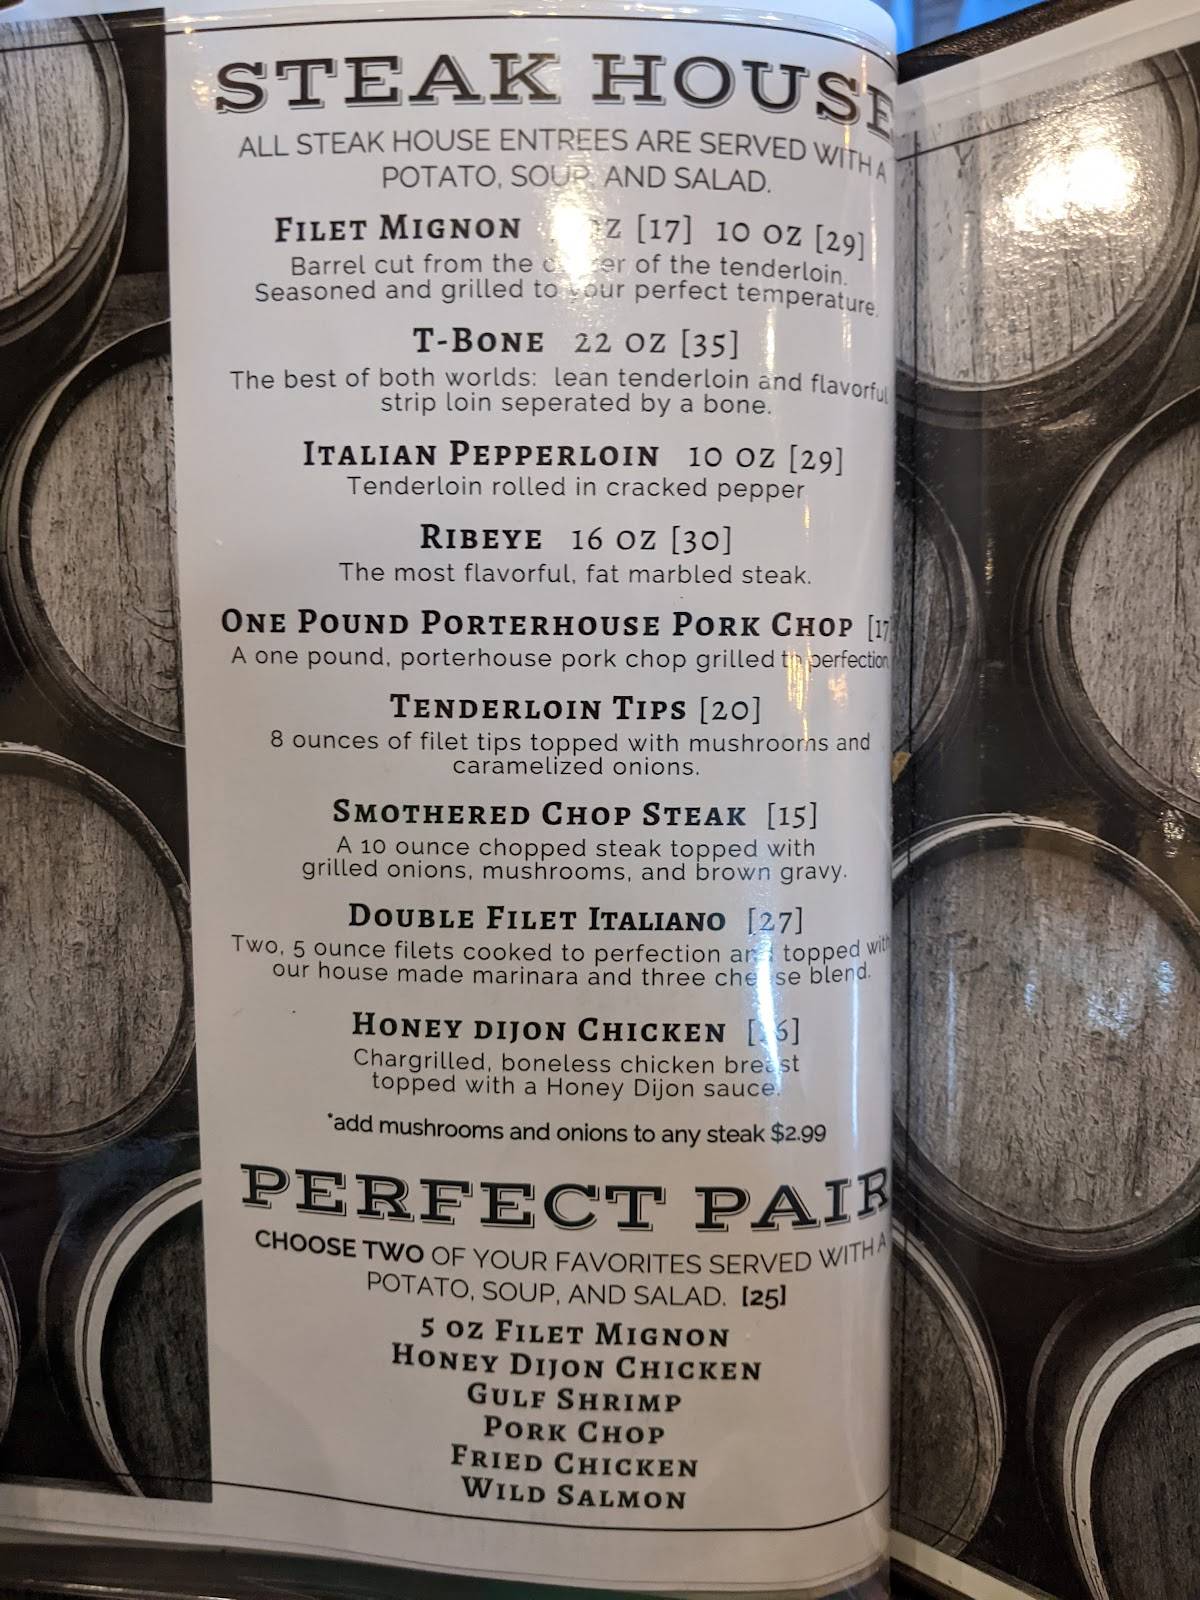 STEAK HOUSE
ALL STEAK HOUSE ENTREES ARE SERVED WITH A
POTATO, SOUP, AND SALAD.
FILET MIGNON OZ [17] 10 OZ [29]
Barrel cut from the of the tenderloin.
Seasoned and grilled to your perfect temperature.
T-BONE 22 OZ [35]
The best of both worlds: lean tenderloin and flavorful
strip loin seperated by a bone.
ITALIAN PEPPERLOIN 10 OZ [29]
Tenderloin rolled in cracked pepper
RIBEYE 16 OZ [30]
The most flavorful, fat marbled steak.
ONE POUND PORTERHOUSE PORK CHOP [17
A one pound, porterhouse pork chop grilled to perfection
TENDERLOIN TIPS [20]
8 ounces of filet tips topped with mushrooms and
caramelized onions.
SMOTHERED CHOP STEAK [15]
A 10 ounce chopped steak topped with
grilled onions, mushrooms, and brown gravy.
DOUBLE FILET ITALIANO [27]
Two, 5 ounce filets cooked to perfection and topped with
our house made marinara and three cheese blend.
HONEY DIJON CHICKEN
Chargrilled, boneless chicken breast
topped with a Honey Dijon sauce.
*add mushrooms and onions to any steak $2.99
PERFECT PAIR
CHOOSE TWO OF YOUR FAVORITES SERVED WITH A
POTATO, SOUP, AND SALAD. [25]
5 OZ FILET MIGNON
HONEY DIJON CHICKEN
GULF SHRIMP
PORK CHOP
FRIED CHICKEN
WILD SALMON